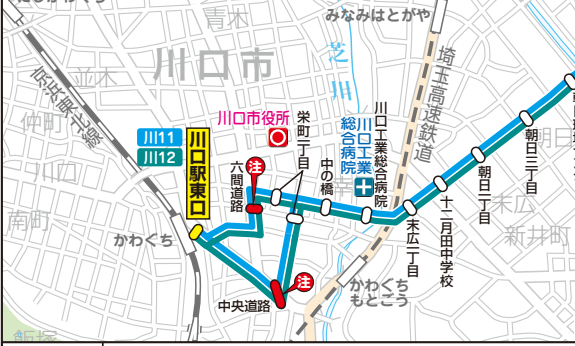 青木
みなみはとがや
並木
川口市
芝川
埼玉高速鉄道
京浜東北線
仲町
川口
南町
川口市役所
川11
川12
川口駅東口
六間道路
注
栄町一丁目
中の橋
川口工業
総合病院
川口工業総合病院
朝日三丁目
朝日二丁目
十二月田中学校
末広二丁目
末広
新井町
かわぐち
中央道路
注
かわぐち
もとごう
飯塚